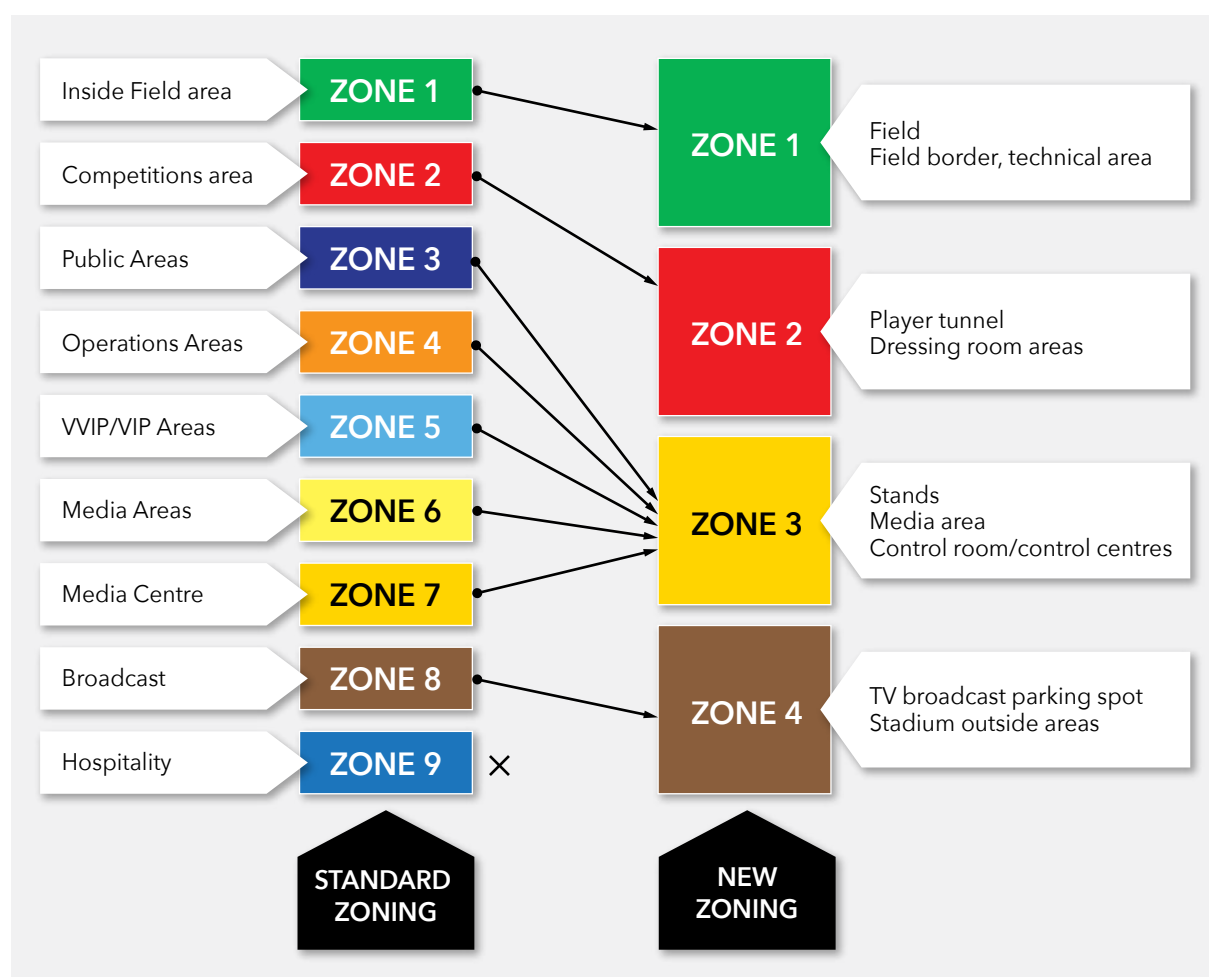 Inside Field area
ZONE 1
Competitions area
ZONE 2
Public Areas
ZONE 3
Operations Areas
ZONE 4
VVIP/VIP Areas
ZONE 5
Media Areas
ZONE 6
Media Centre
ZONE 7
Broadcast
ZONE 8
Hospitality
ZONE 9
STANDARD
ZONING
ZONE 1
Field
Field border, technical area
ZONE 2
Player tunnel
Dressing room areas
ZONE 3
Stands
Media area
Control room/control centres
ZONE 4
TV broadcast parking spot
Stadium outside areas
NEW
ZONING